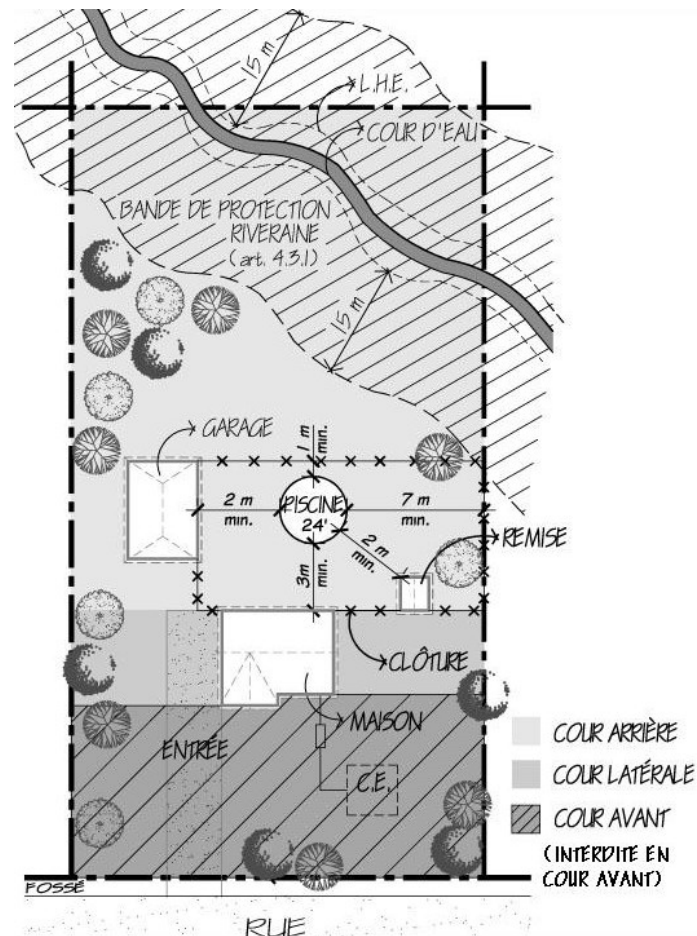 15 m
L.H.E.
COUR D'EAU
BANDE DE PROTECTION
RIVERAINE
(art. 4.3.1)
15 m
GARAGE
1 m
min.
2 m
min.
PISCINE
24'
7 m
min.
2 m
min.
3m
min.
REMISE
CLÔTURE
MAISON
ENTRÉE
C.E.
COUR ARRIÈRE
COUR LATÉRALE
COUR AVANT
(INTERDITE EN
COUR AVANT)
FOSSÉ
RUE